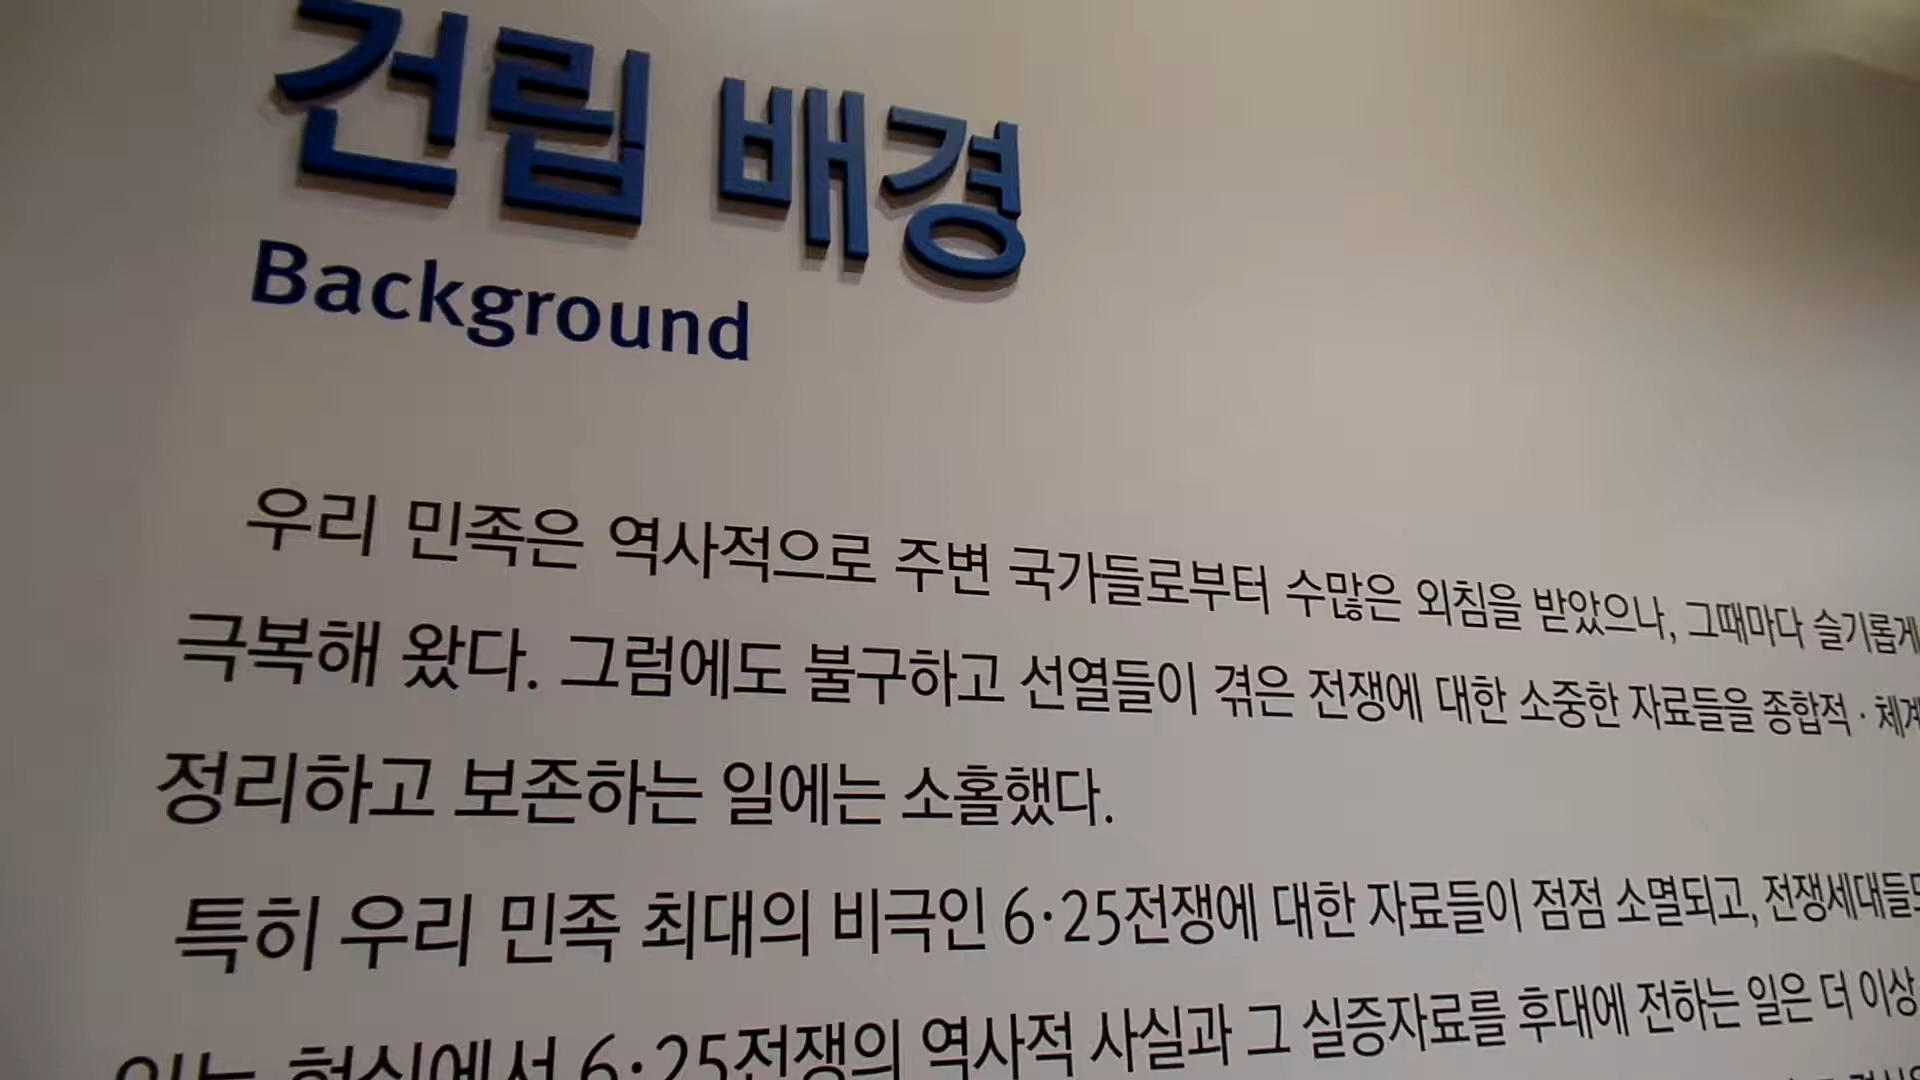 건립 배경
Background
우리 민족은 역사적으로 주변 국가들로부터 수많은 외침을 받았으나, 그때마다 슬기롭게
극복해 왔다. 그럼에도 불구하고 선열들이 겪은 전쟁에 대한 소중한 자료들을 종합적 · 체계
정리하고 보존하는 일에는 소홀했다.
특히 우리 민족 최대의 비극인 6·25전쟁에 대한 자료들이 점점 소멸되고, 전쟁세대들도
6·25전쟁의 역사적 사실과 그 실증자료를 후대에 전하는 일은 더 이상